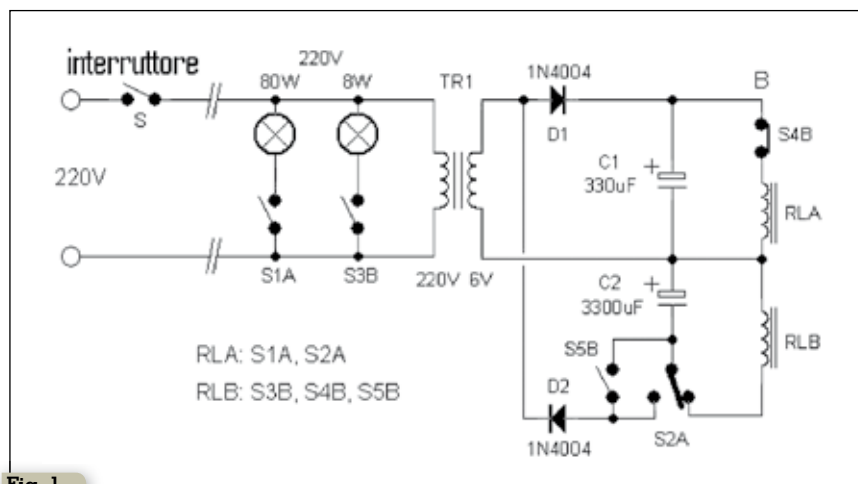 interruttore
220V
80W
8W
TR1
1N4004
B
S
D1
S4B
220V
C1
330uF
+
RLA
S1A
S3B
220V 6V
C2
3300uF
+
RLB
RLA: S1A, S2A
RLB: S3B, S4B, S5B
S5B
D2
S2A
1N4004
Fig. 1